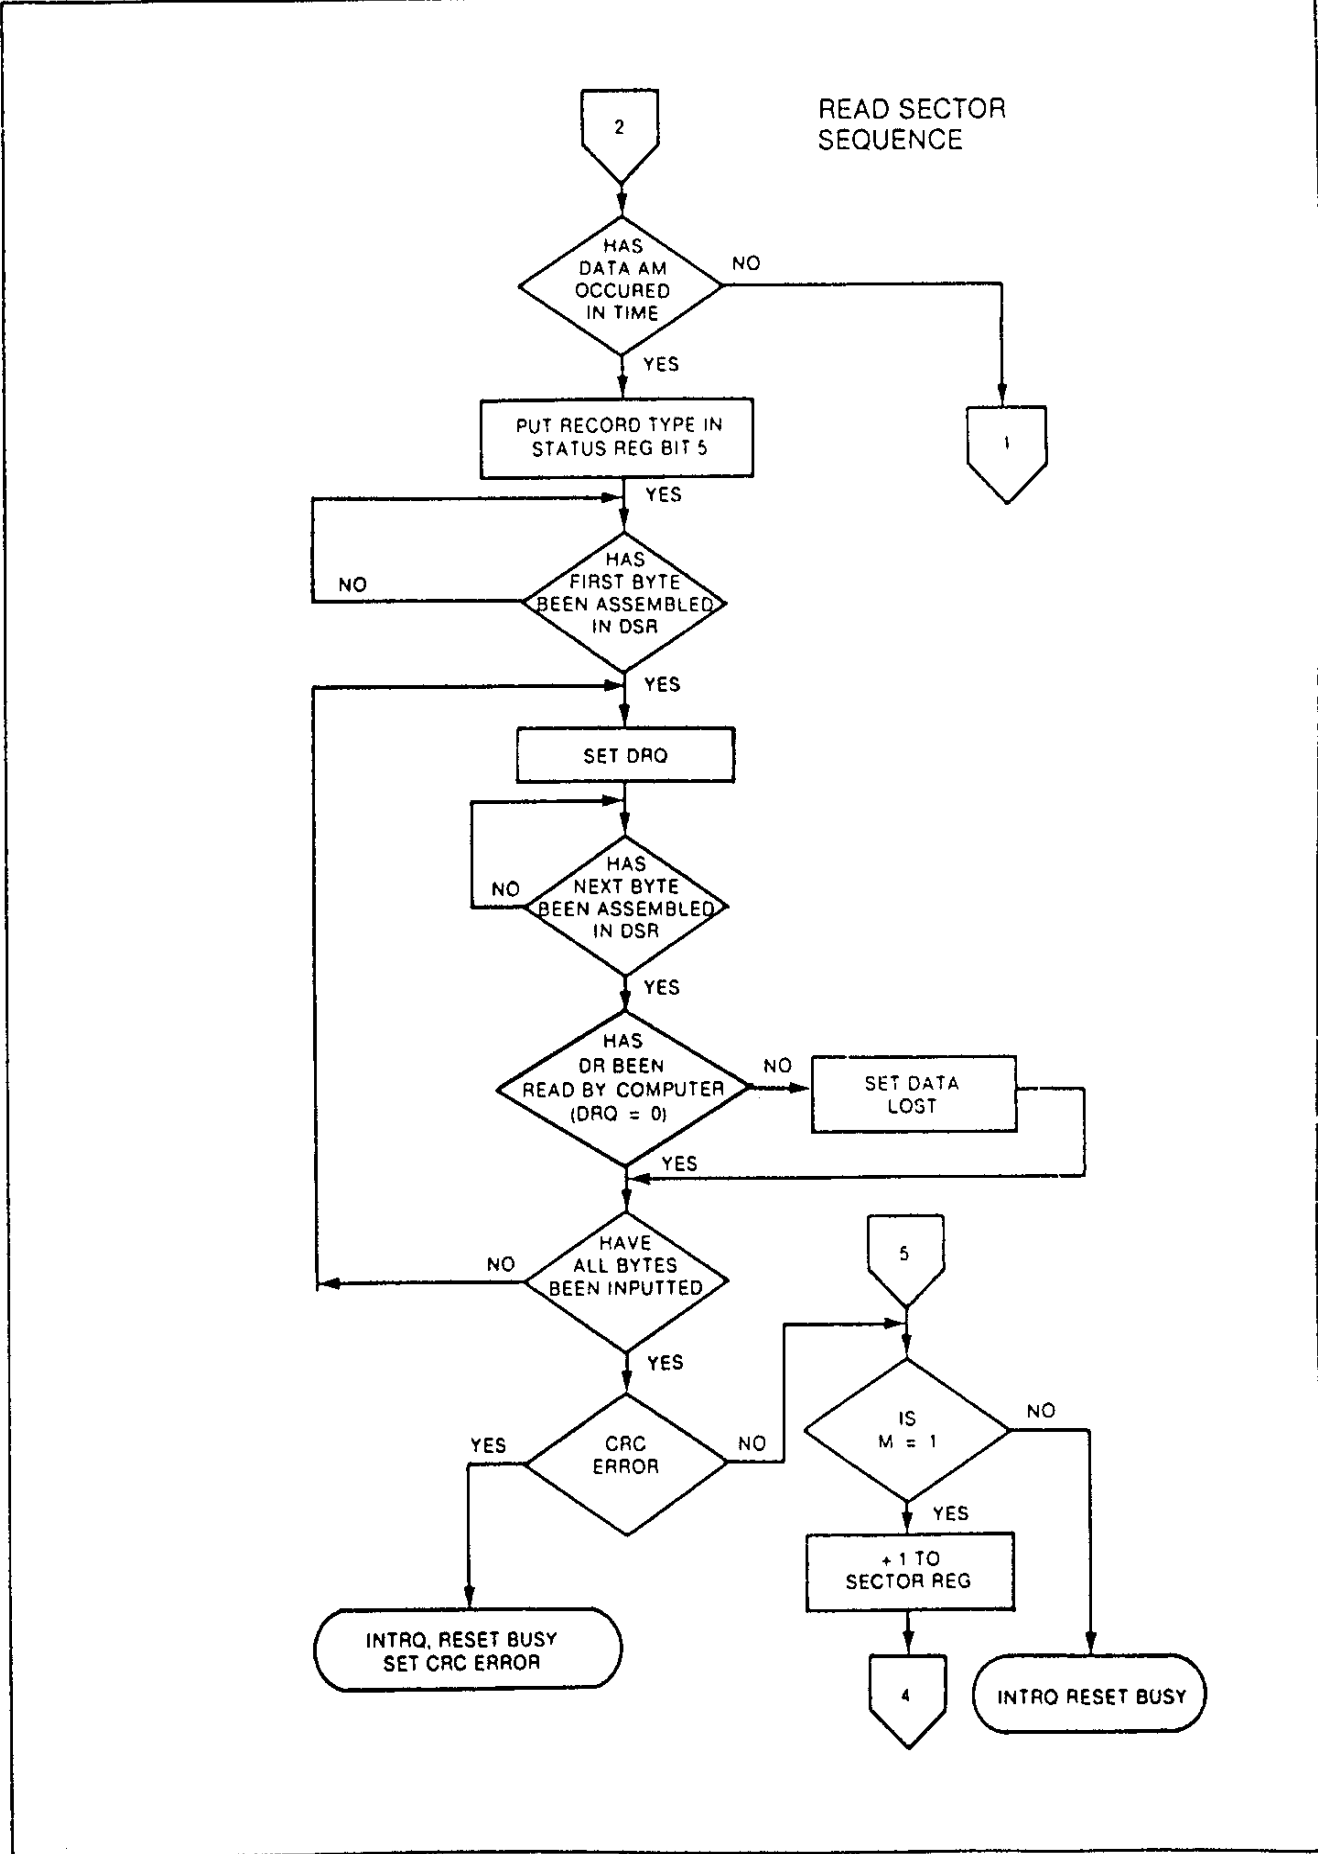 READ SECTOR
SEQUENCE
2
HAS
DATA AM
OCCURED
IN TIME
NO
YES
PUT RECORD TYPE IN
STATUS REG BIT 5
1
YES
HAS
FIRST BYTE
BEEN ASSEMBLED
IN DSR
NO
YES
SET DRQ
HAS
NEXT BYTE
BEEN ASSEMBLED
IN DSR
NO
YES
HAS
DR BEEN
READ BY COMPUTER
(DRQ = 0)
NO
SET DATA
LOST
YES
HAVE
ALL BYTES
BEEN INPUTTED
NO
5
YES
CRC
ERROR
YES
NO
IS
M = 1
NO
YES
+ 1 TO
SECTOR REG
INTRQ, RESET BUSY
SET CRC ERROR
4
INTRQ RESET BUSY